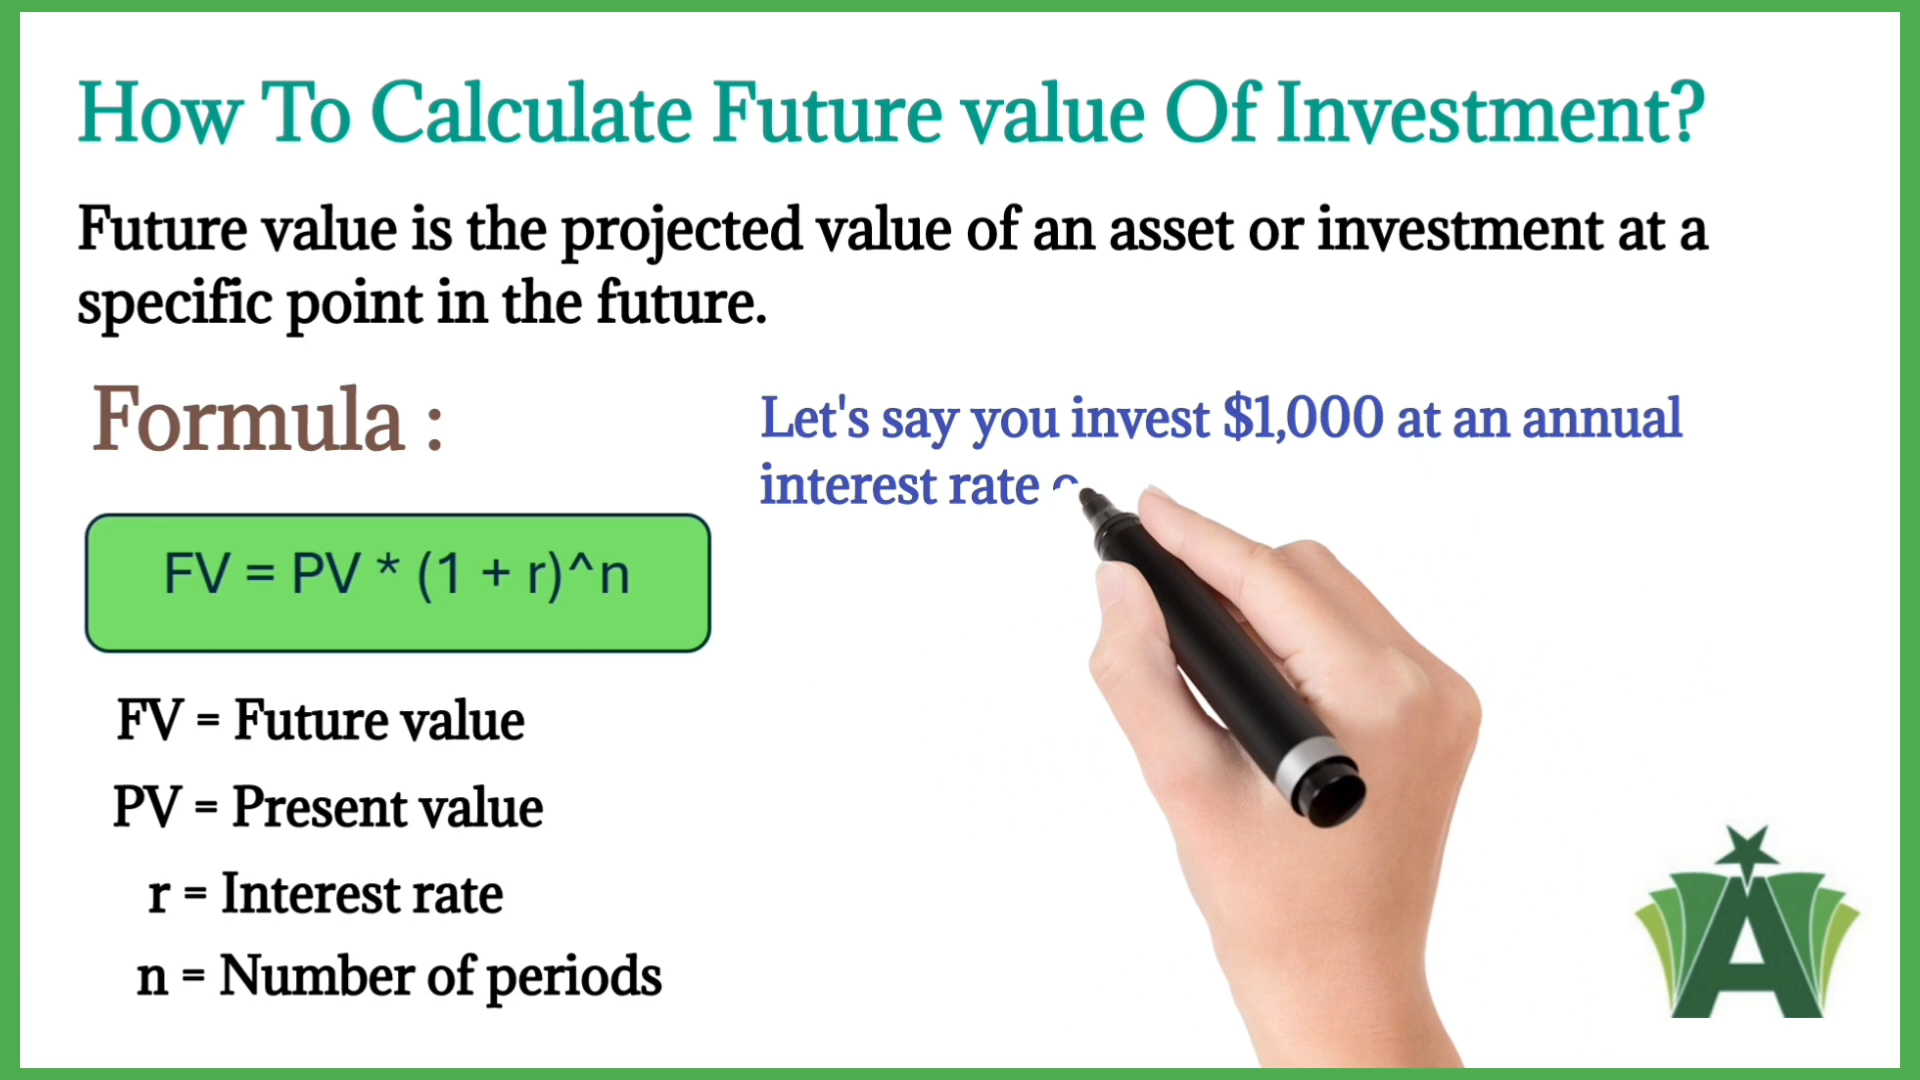 How To Calculate Future value Of Investment?
Future value is the projected value of an asset or investment at a
specific point in the future.
Formula :
FV = PV * (1 + r)^n
FV = Future value
PV = Present value
r = Interest rate
n = Number of periods
Let's say you invest $1,000 at an annual
interest rate
A